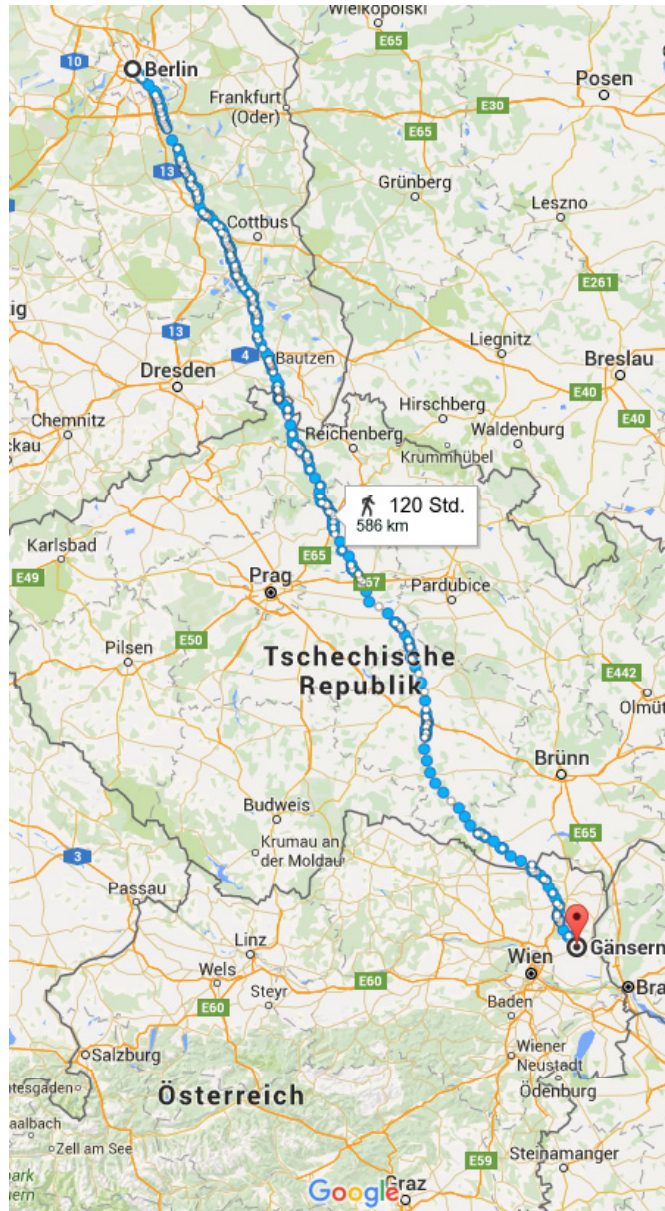 Wielkopolski
E65
10
Berlin
Posen
Frankfurt
(Oder)
E30
E65
13
Grünberg
Leszno
Cottbus
E261
ig
13
Liegnitz
4
Bautzen
Breslau
Dresden
E40
Hirschberg
E40
Chemnitz
Waldenburg
Reichenberg
ckau
Krummhübel
120 Std.
586 km
Karlsbad
E65
E49
Prag
E67
Pardubice
E50
Pilsen
Tschechische
Republik
E442
Olmüt
Brünn
Budweis
E65
Krumau an
der Moldau
3
Passau
Linz
Gänsern
Wien
Wels
E60
Bra
E60
Steyr
Baden
Wiener
Neustadt
Salzburg
Ödenburg
tesgaden
Österreich
aalbach
Zell am See
E59
Steinamanger
park
ern
Google
Graz